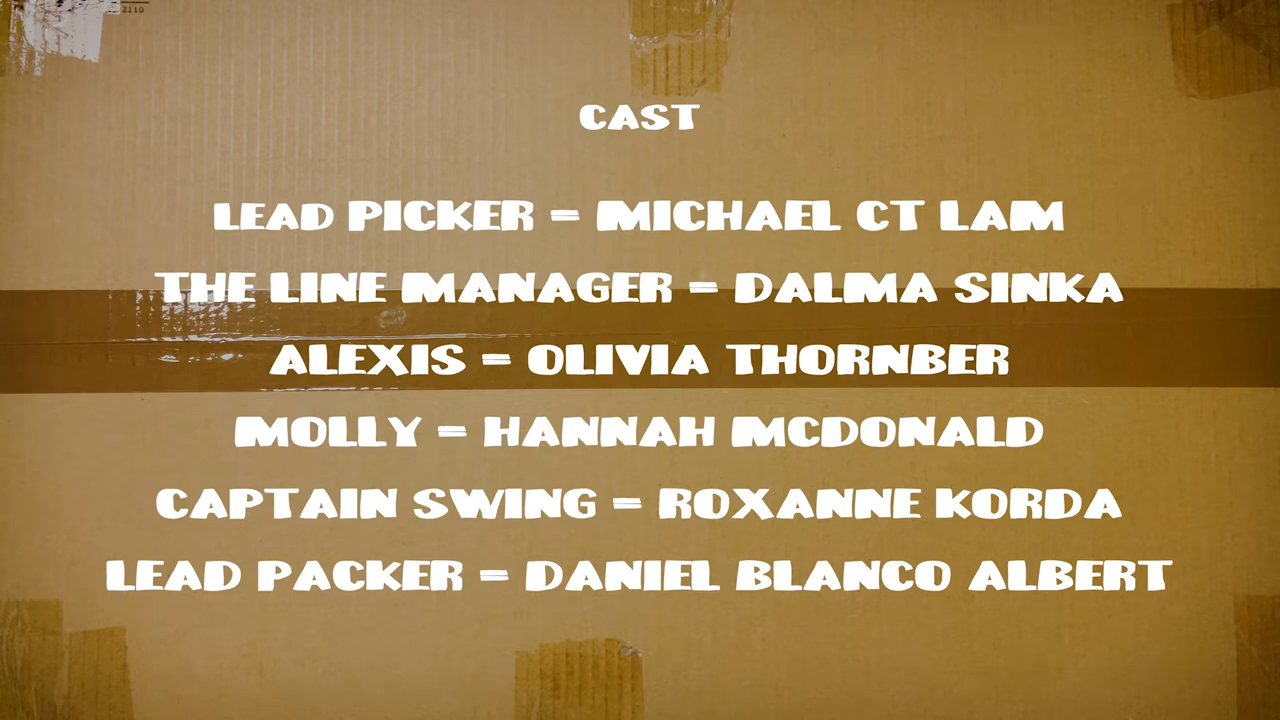 2110
CAST
LEAD PICKER = MICHAEL CT LAM
THE LINE MANAGER = DALMA SINKA
ALEXIS = OLIVIA THORNBER
MOLLY = HANNAH MCDONALD
CAPTAIN SWING = ROXANNE KORDA
LEAD PACKER = DANIEL BLANCO ALBERT